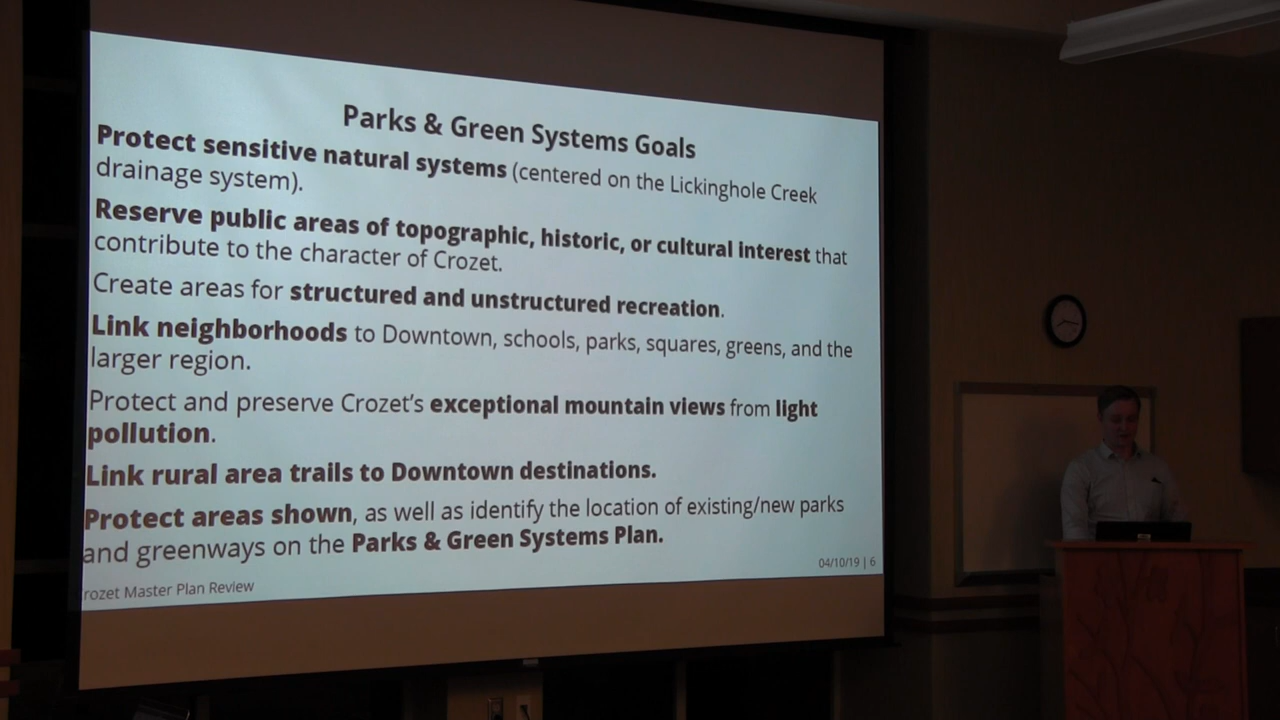 Parks & Green Systems Goals
Protect sensitive natural systems (centered on the Lickinghole Creek
drainage system).
Reserve public areas of topographic, historic, or cultural interest that
contribute to the character of Crozet.
Create areas for structured and unstructured recreation.
Link neighborhoods to Downtown, schools, parks, squares, greens, and the
larger region.
Protect and preserve Crozet’s exceptional mountain views from light
pollution.
Link rural area trails to Downtown destinations.
Protect areas shown, as well as identify the location of existing/new parks
and greenways on the Parks & Green Systems Plan.
04/10/19 | 6
rozet Master Plan Review